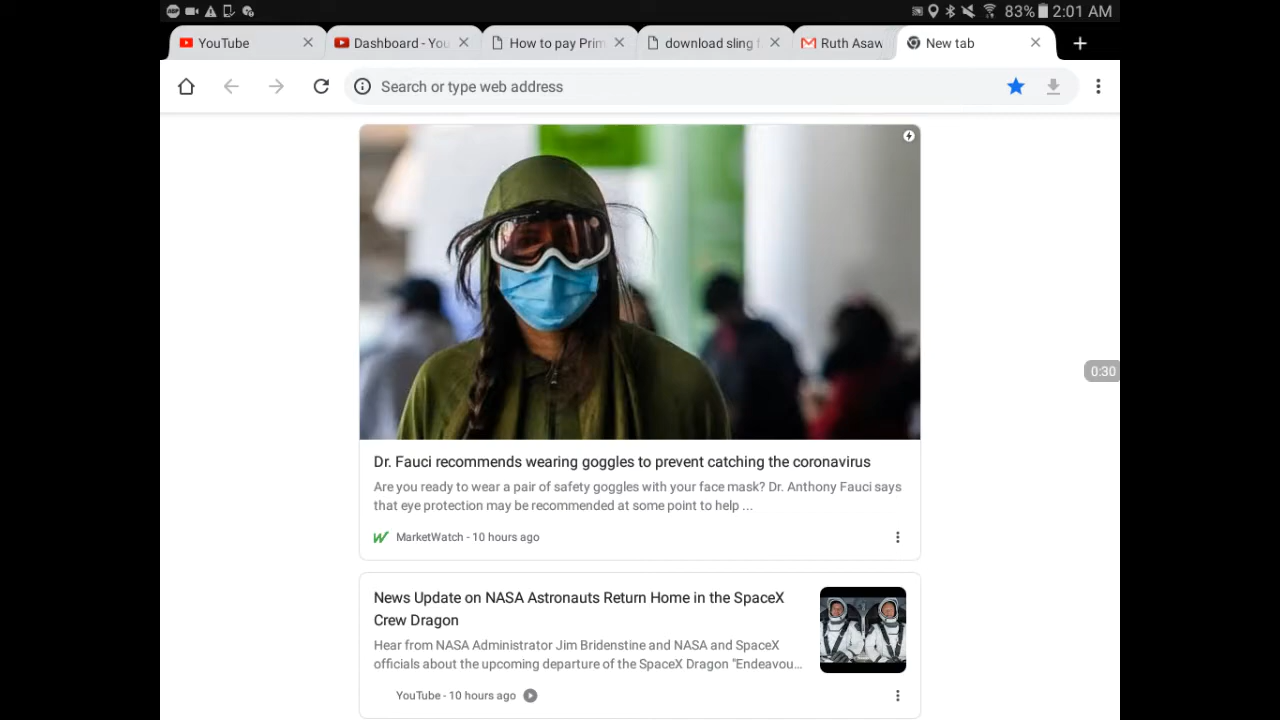 83% 2:01 AM
YouTube
Dashboard - You
How to pay Prim
download sling f
Ruth Asaw
New tab
Search or type web address
0:30
Dr. Fauci recommends wearing goggles to prevent catching the coronavirus
Are you ready to wear a pair of safety goggles with your face mask? Dr. Anthony Fauci says
that eye protection may be recommended at some point to help ...
MarketWatch - 10 hours ago
News Update on NASA Astronauts Return Home in the SpaceX
Crew Dragon
Hear from NASA Administrator Jim Bridenstine and NASA and SpaceX
officials about the upcoming departure of the SpaceX Dragon "Endeavou...
YouTube - 10 hours ago